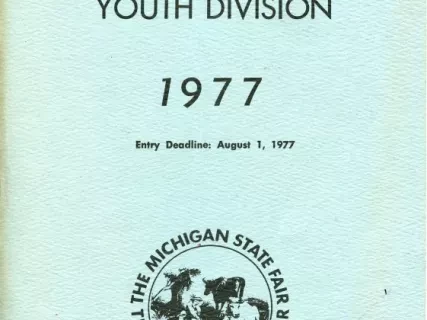 YOUTH DIVISION
1977
Entry Deadline: August 1, 1977
THE MICHIGAN STATE FAIR